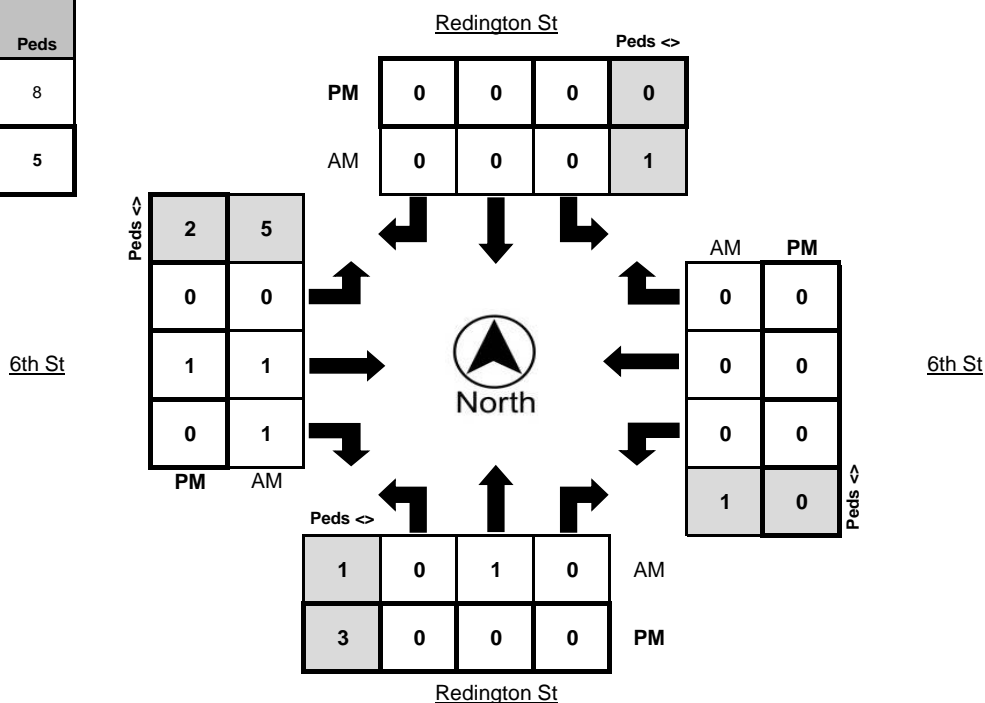 Redington St
Peds
Peds <>
8
PM 0 0 0 0
5
AM 0 0 0 1
Peds <>
2 5
AM PM
0 0
0 0
6th St
1 1
North
0 0
6th St
0 1
0 0
PM AM
1 0
Peds <>
Peds <>
1 0 1 0 AM
3 0 0 0 PM
Redington St